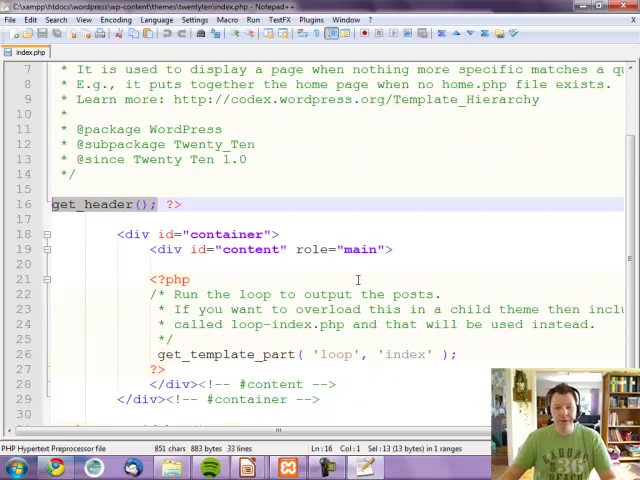 C:\xampp\htdocs\wordpress\wp-content\themes\twentyten\index.php - Notepad++
File Edit Search View Encoding Language Settings Macro Run TextFX Plugins Window ?
index.php
7 * It is used to display a page when nothing more specific matches a qu
8 * E.g., it puts together the home page when no home.php file exists.
9 * Learn more: http://codex.wordpress.org/Template_Hierarchy
10 *
11 * @package WordPress
12 * @subpackage Twenty_Ten
13 * @since Twenty Ten 1.0
14 */
15
16 get_header(); ?>
17
18 <div id="container">
19 <div id="content" role="main">
20
21 <?php
22 /* Run the loop to output the posts.
23 * If you want to overload this in a child theme then inclu
24 * called loop-index.php and that will be used instead.
25 */
26 get_template_part( 'loop', 'index' );
27 ?>
28 </div><!-- #content -->
29 </div><!-- #container -->
30
PHP Hypertext Preprocessor file 851 chars 883 bytes 33 lines Ln:16 Col:1 Sel:13 (13 bytes) in 1 ranges
KAUGHUNA
36